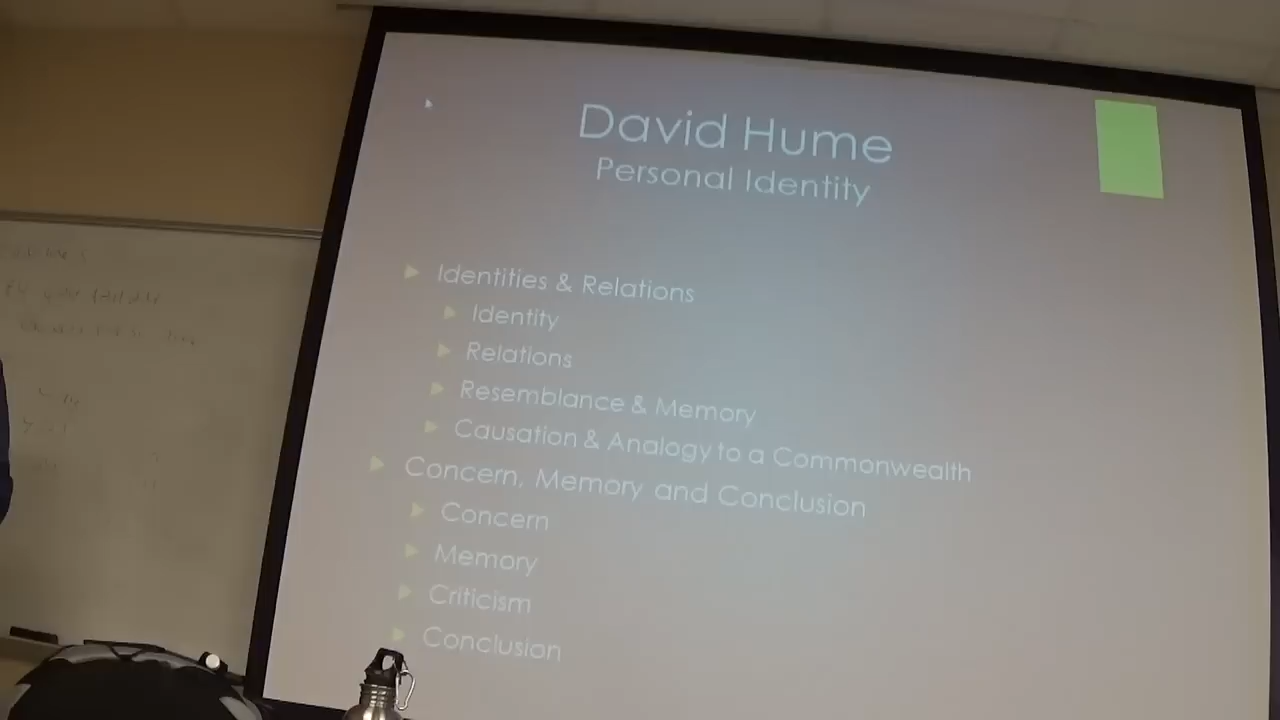 David Hume
Personal Identity
Identities & Relations
Identity
Relations
Resemblance & Memory
Causation & Analogy to a Commonwealth
Concern, Memory and Conclusion
Concern
Memory
Criticism
Conclusion